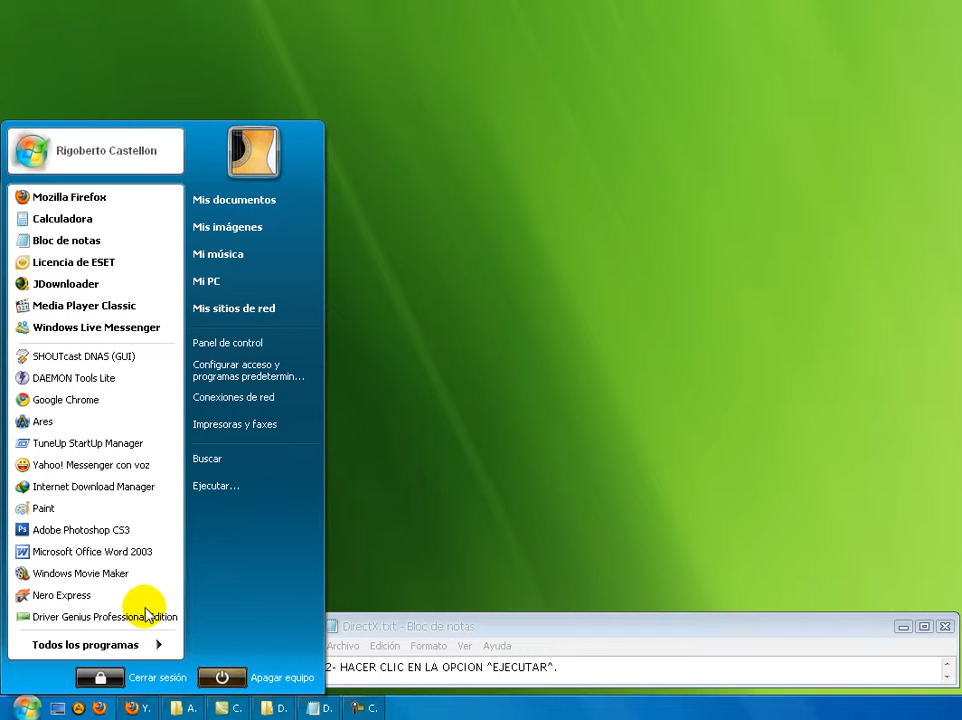 Rigoberto Castellon
Mozilla Firefox
Calculadora
Bloc de notas
Licencia de ESET
JDownloader
Media Player Classic
Windows Live Messenger
SHOUTcast DNAS (GUI)
DAEMON Tools Lite
Google Chrome
Ares
TuneUp StartUp Manager
Yahoo! Messenger con voz
Internet Download Manager
Paint
Adobe Photoshop CS3
Microsoft Office Word 2003
Windows Movie Maker
Nero Express
Driver Genius Professional Edition
Todos los programas
Mis documentos
Mis imágenes
Mi música
Mi PC
Mis sitios de red
Panel de control
Configurar acceso y
programas predetermin...
Conexiones de red
Impresoras y faxes
Buscar
Ejecutar...
Cerrar sesión
Apagar equipo
DirectX.txt - Bloc de notas
Archivo Edición Formato Ver Ayuda
2- HACER CLIC EN LA OPCION ^EJECUTAR^.
Y. A. C. D. D. C.